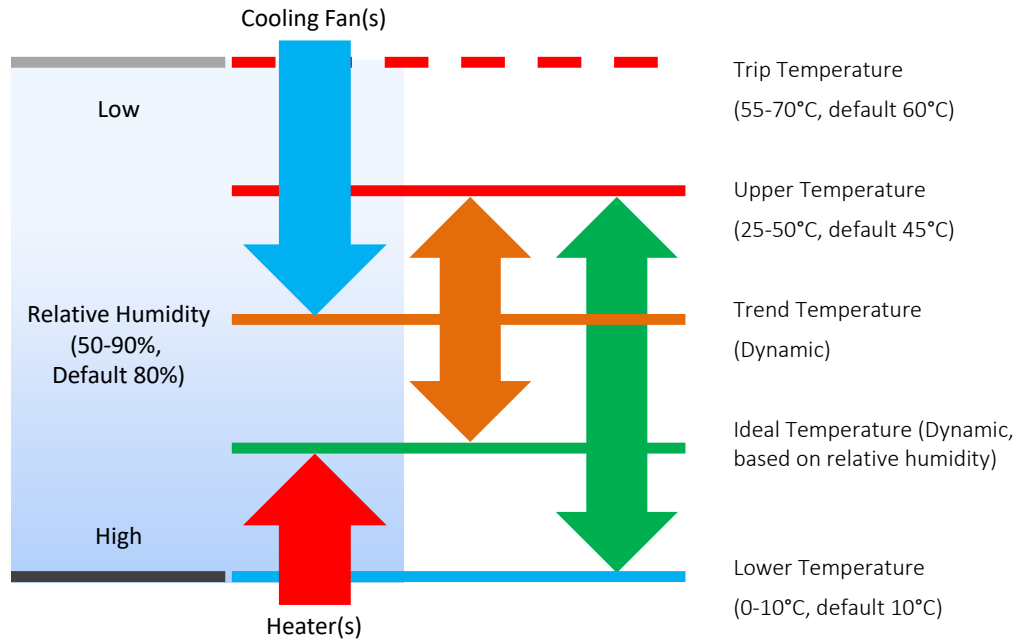 Cooling Fan(s)
Low
Relative Humidity
(50-90%,
Default 80%)
High
Heater(s)
Trip Temperature
(55-70°C, default 60°C)
Upper Temperature
(25-50°C, default 45°C)
Trend Temperature
(Dynamic)
Ideal Temperature (Dynamic,
based on relative humidity)
Lower Temperature
(0-10°C, default 10°C)